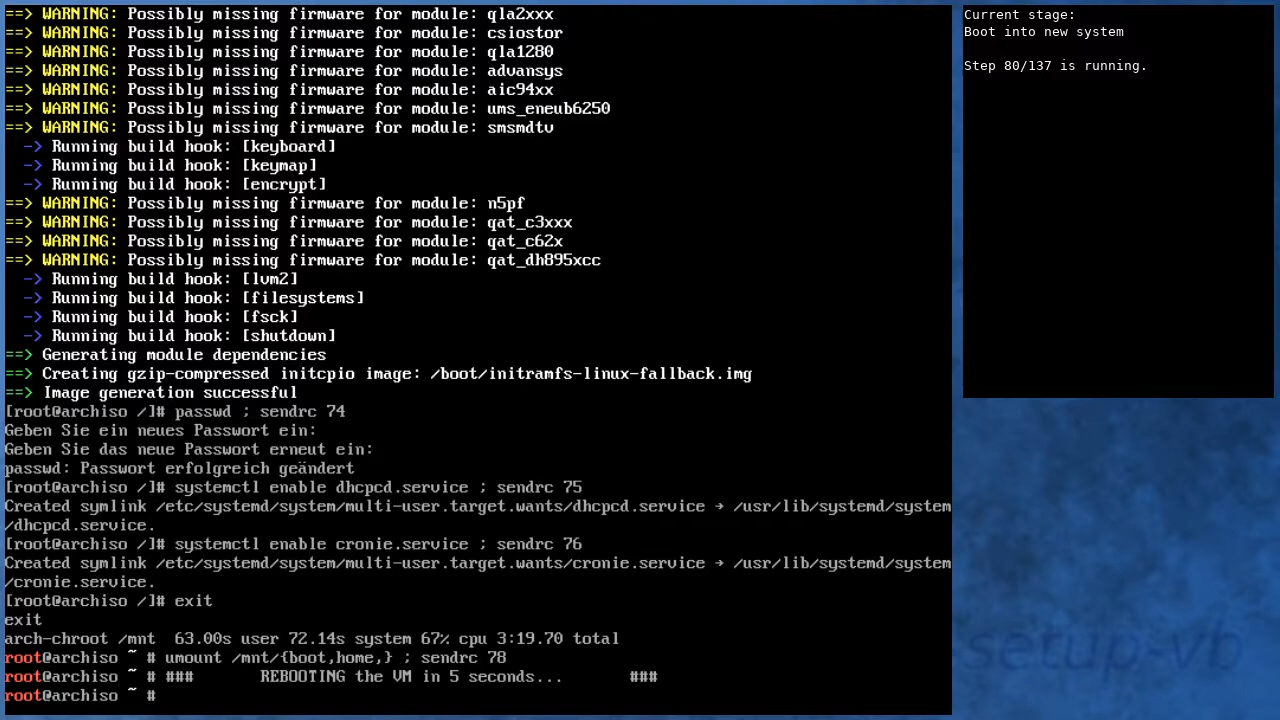 ==> WARNING: Possibly missing firmware for module: qla2xxx
==> WARNING: Possibly missing firmware for module: csiostor
==> WARNING: Possibly missing firmware for module: qla1280
==> WARNING: Possibly missing firmware for module: advansys
==> WARNING: Possibly missing firmware for module: aic94xx
==> WARNING: Possibly missing firmware for module: ums_eneub6250
==> WARNING: Possibly missing firmware for module: smsmdtv
  -> Running build hook: [keyboard]
  -> Running build hook: [keymap]
  -> Running build hook: [encrypt]
==> WARNING: Possibly missing firmware for module: n5pf
==> WARNING: Possibly missing firmware for module: qat_c3xxx
==> WARNING: Possibly missing firmware for module: qat_c62x
==> WARNING: Possibly missing firmware for module: qat_dh895xcc
  -> Running build hook: [lvm2]
  -> Running build hook: [filesystems]
  -> Running build hook: [fsck]
  -> Running build hook: [shutdown]
==> Generating module dependencies
==> Creating gzip-compressed initcpio image: /boot/initramfs-linux-fallback.img
==> Image generation successful
[root@archiso /]# passwd ; sendrc 74
Geben Sie ein neues Passwort ein:
Geben Sie das neue Passwort erneut ein:
passwd: Passwort erfolgreich geändert
[root@archiso /]# systemctl enable dhcpcd.service ; sendrc 75
Created symlink /etc/systemd/system/multi-user.target.wants/dhcpcd.service → /usr/lib/systemd/system
/dhcpcd.service.
[root@archiso /]# systemctl enable cronie.service ; sendrc 76
Created symlink /etc/systemd/system/multi-user.target.wants/cronie.service → /usr/lib/systemd/system
/cronie.service.
[root@archiso /]# exit
exit
arch-chroot /mnt  63.00s user 72.14s system 67% cpu 3:19.70 total
root@archiso ~ # umount /mnt/{boot,home,} ; sendrc 78
root@archiso ~ # ###       REBOOTING the VM in 5 seconds...       ###
root@archiso ~ #
Current stage:
Boot into new system
Step 80/137 is running.
setup-vb